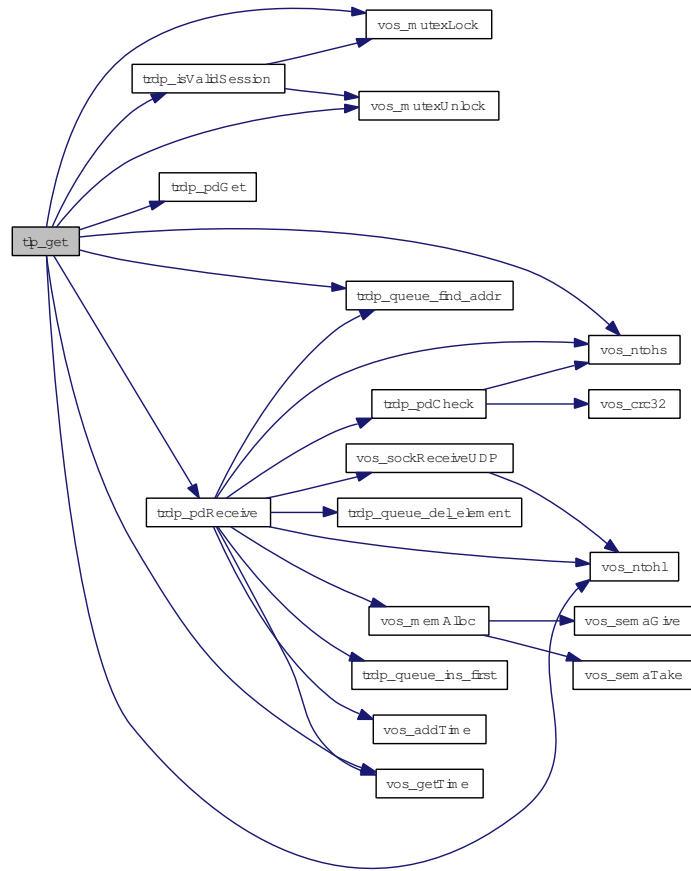 vos_mutexLock
trdp_isValidSession
vos_mutexUnlock
trdp_pdGet
tlp_get
trdp_queue_find_addr
vos_ntohs
trdp_pdCheck
vos_crc32
vos_sockReceiveUDP
trdp_pdReceive
trdp_queue_del_element
vos_ntohl
vos_memAlloc
vos_semaGive
trdp_queue_ins_first
vos_semaTake
vos_addTime
vos_getTime